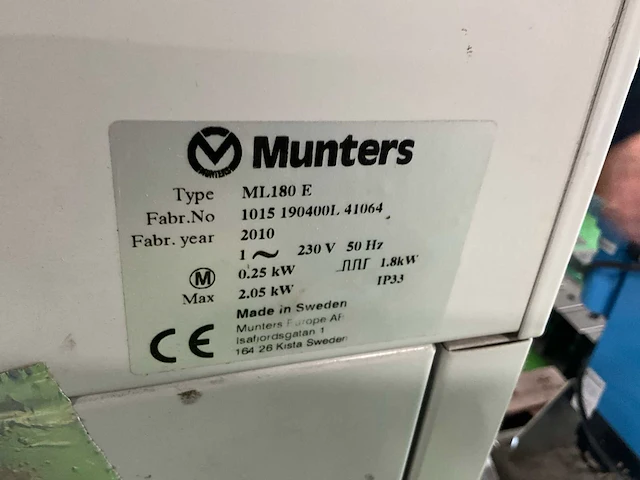 MUNTERS
Munters
Type ML180 E
Fabr.No 1015 190400L 41064
Fabr. year 2010
1 ~ 230 V 50 Hz
M 0.25 kW 1.8kW
Max 2.05 kW IP33
Made in Sweden
Munters Europe AB
Isafjordsgatan 1
164 26 Kista Sweden
CE